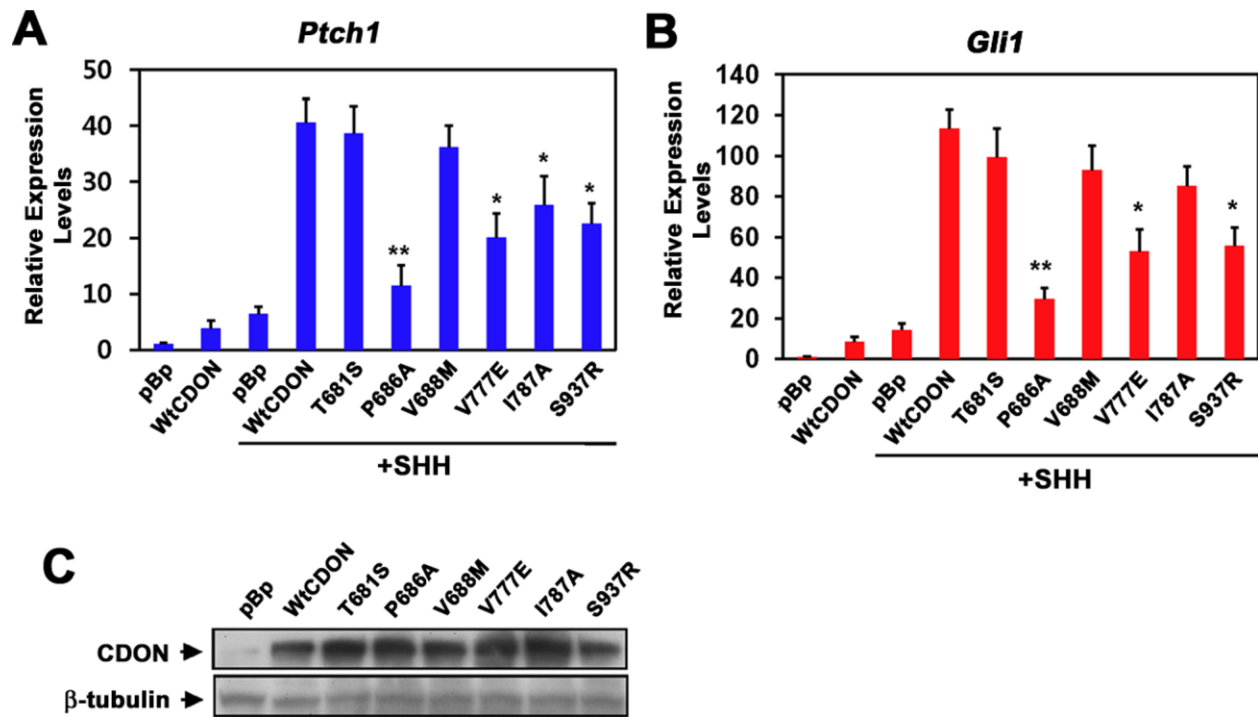 A
Ptch1
Relative Expression
Levels
50
40
30
20
10
0
**
*
*
*
pBp
WtCDON
pBp
WtCDON
T681S
P686A
V688M
V777E
I787A
S937R
+SHH
B
Gli1
Relative Expression
Levels
140
120
100
80
60
40
20
0
**
*
*
pBp
WtCDON
pBp
WtCDON
T681S
P686A
V688M
V777E
I787A
S937R
+SHH
C
pBp
WtCDON
T681S
P686A
V688M
V777E
I787A
S937R
CDON
β-tubulin